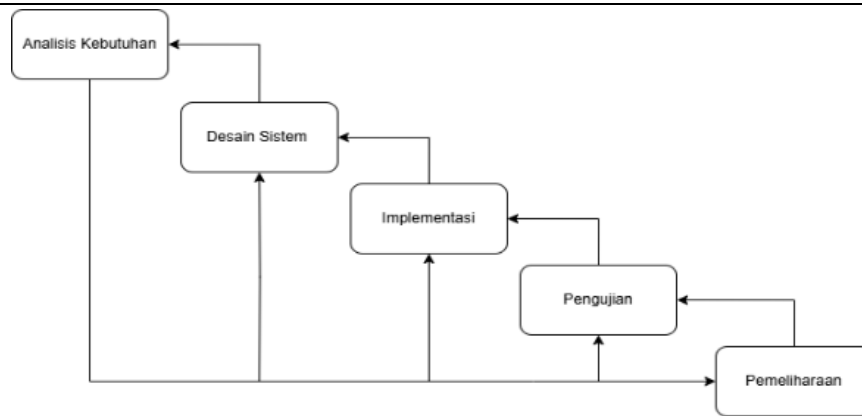 Analisis Kebutuhan
Desain Sistem
Implementasi
Pengujian
Pemeliharaan